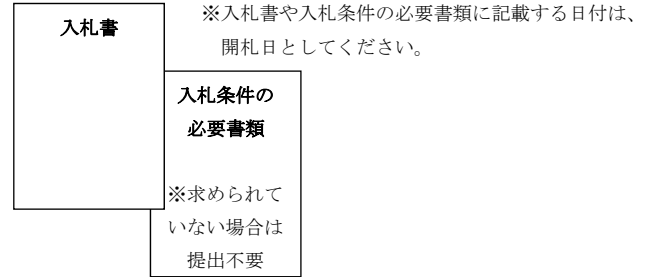 入札書
※入札書や入札条件の必要書類に記載する日付は、
開札日としてください。
入札条件の
必要書類
※求められて
いない場合は
提出不要